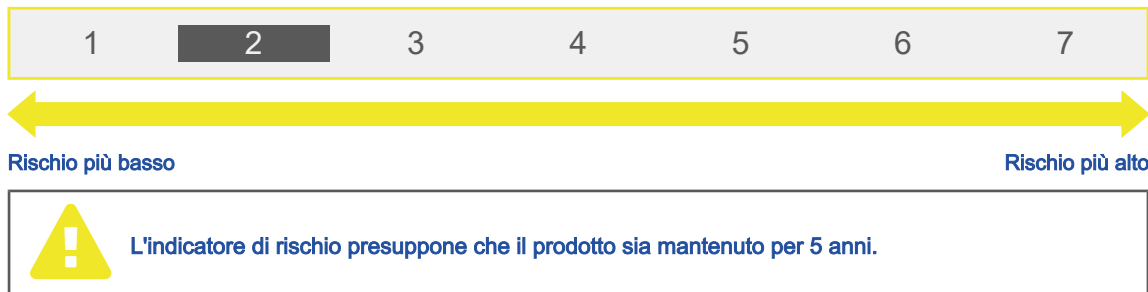 1 2 3 4 5 6 7
Rischio più basso Rischio più alto
L'indicatore di rischio presuppone che il prodotto sia mantenuto per 5 anni.